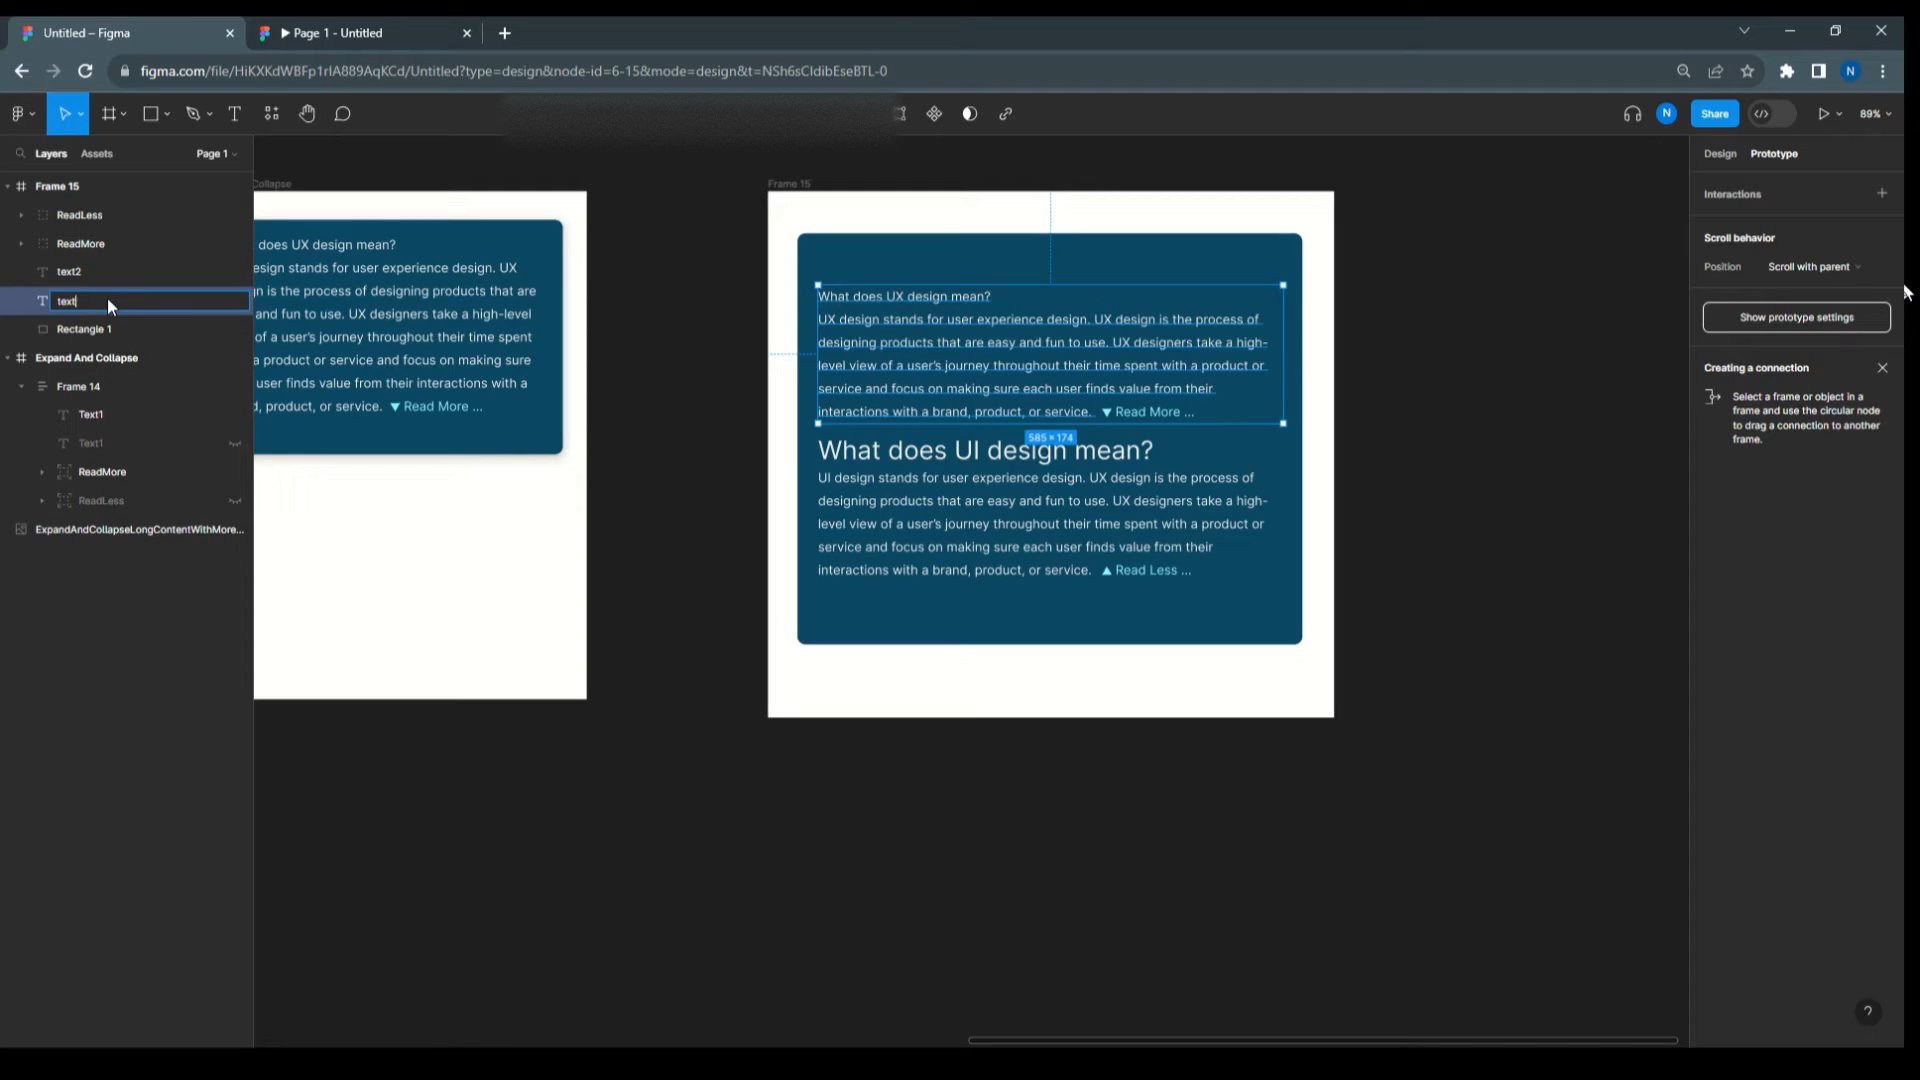 Untitled – Figma
Page 1 - Untitled
figma.com/file/HiKXKdWBFp1rIA889AqKCd/Untitled?type=design&node-id=6-15&mode=design&t=NSh6sCIdibEseBTL-0
N
N
Share
89%
Layers
Assets
Page 1
Design
Prototype
Frame 15
ReadLess
ReadMore
text2
text
Rectangle 1
Expand And Collapse
Frame 14
Text1
Text1
ReadMore
ReadLess
ExpandAndCollapseLongContentWithMore...
Collapse
does UX design mean?
esign stands for user experience design. UX
n is the process of designing products that are
and fun to use. UX designers take a high-level
of a user's journey throughout their time spent
a product or service and focus on making sure
user finds value from their interactions with a
d, product, or service. ▼ Read More ...
Frame 15
What does UX design mean?
UX design stands for user experience design. UX design is the process of
designing products that are easy and fun to use. UX designers take a high-
level view of a user's journey throughout their time spent with a product or
service and focus on making sure each user finds value from their
interactions with a brand, product, or service. ▼ Read More ...
585 × 174
What does UI design mean?
UI design stands for user experience design. UX design is the process of
designing products that are easy and fun to use. UX designers take a high-
level view of a user's journey throughout their time spent with a product or
service and focus on making sure each user finds value from their
interactions with a brand, product, or service. ▲ Read Less ...
Interactions
Scroll behavior
Position
Scroll with parent
Show prototype settings
Creating a connection
Select a frame or object in a
frame and use the circular node
to drag a connection to another
frame.
?